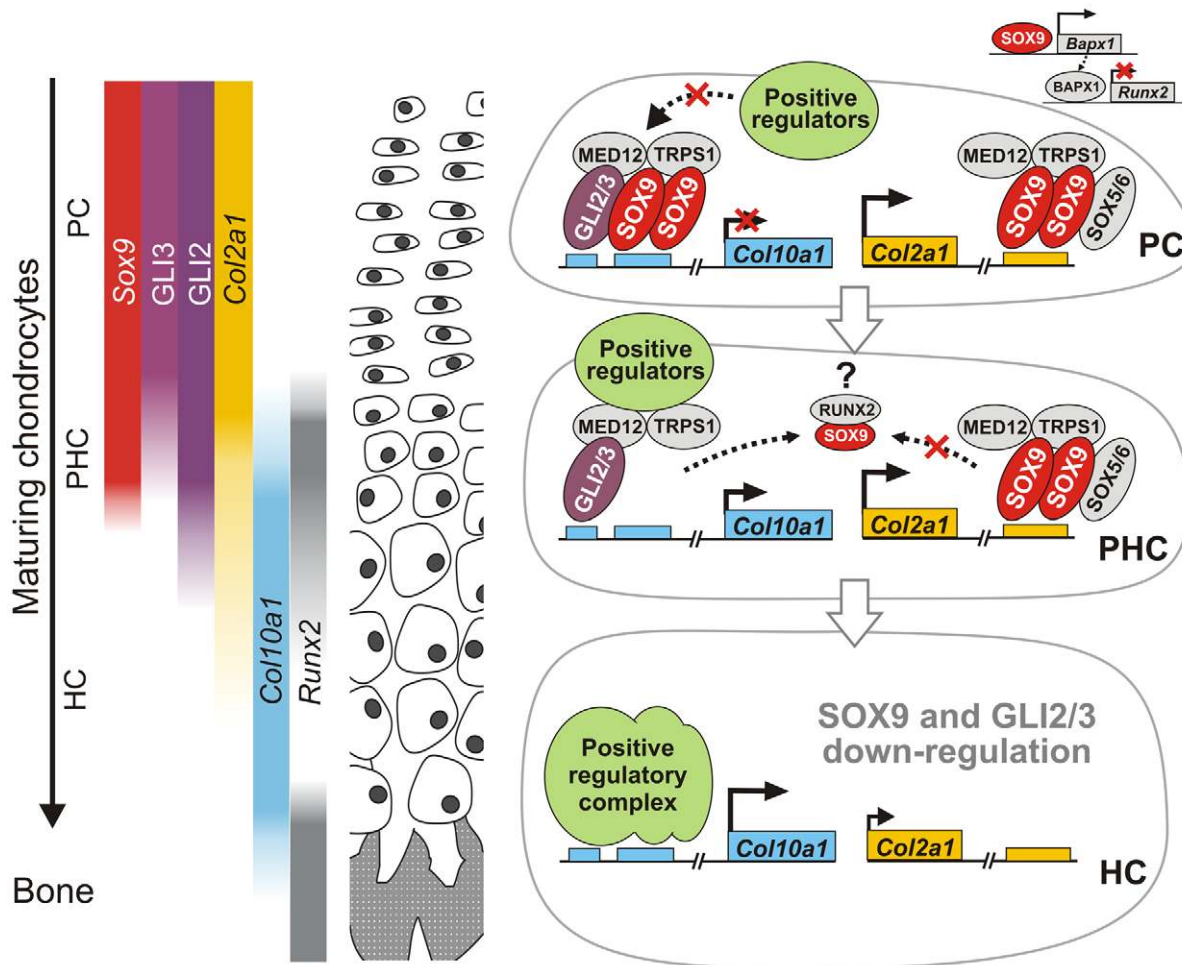 Maturing chondrocytes
PC
PHC
HC
Bone
Sox9
GLI3
GLI2
Col2a1
Col10a1
Runx2
SOX9
Bapx1
BAPX1
Runx2
Positive
regulators
MED12
TRPS1
GLI2/3
SOX9
SOX9
Col10a1
Col2a1
MED12
TRPS1
SOX9
SOX9
SOX5/6
PC
Positive
regulators
MED12
TRPS1
GLI2/3
?
RUNX2
SOX9
Col10a1
Col2a1
MED12
TRPS1
SOX9
SOX9
SOX5/6
PHC
SOX9 and GLI2/3
down-regulation
Positive
regulatory
complex
Col10a1
Col2a1
HC